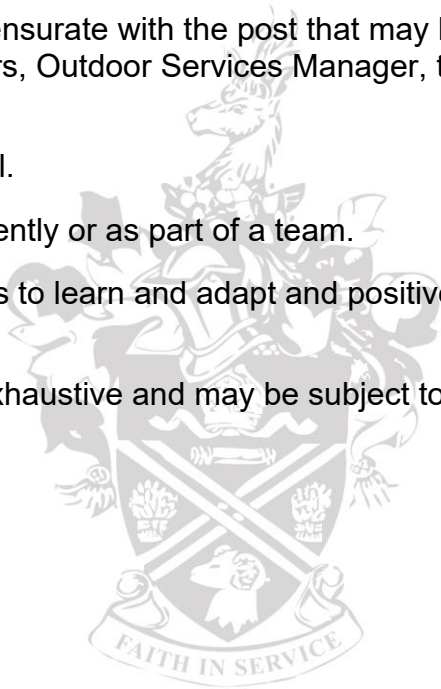 ensurate with the post that may
rs, Outdoor Services Manager,
l.
ently or as part of a team.
s to learn and adapt and positive
xhaustive and may be subject to
FAITH IN SERVICE